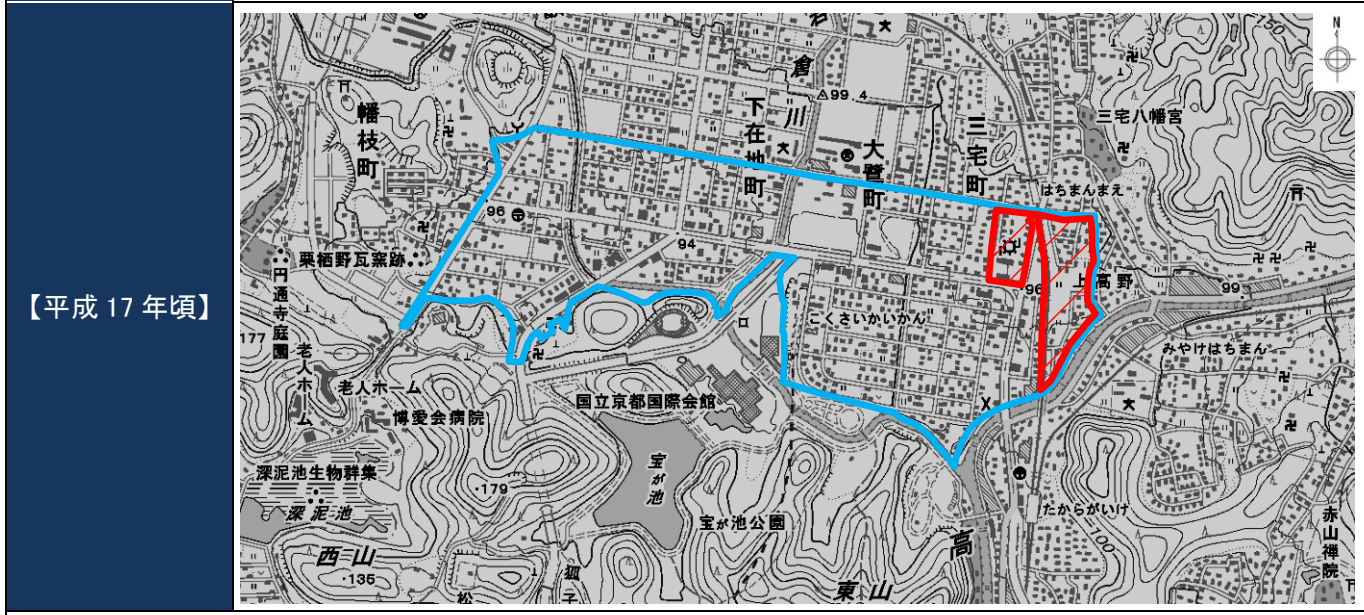 【平成 17 年頃】
N
150
倉
川
△99.4
下在地町
大鷺町
三宅町
三宅八幡宮
幡枝町
はちまんまえ
96
94
栗栖野瓦窯跡
円通寺庭園
96
上高野
99
こくさいかいかん
みやけはちまん
177
老人ホーム
老人ホーム
国立京都国際会館
博愛会病院
宝が池
深泥池生物群集
・179
深泥池
宝が池公園
たからがいけ
100
高
赤山禅院
西山
・135
松
狐
子
東山